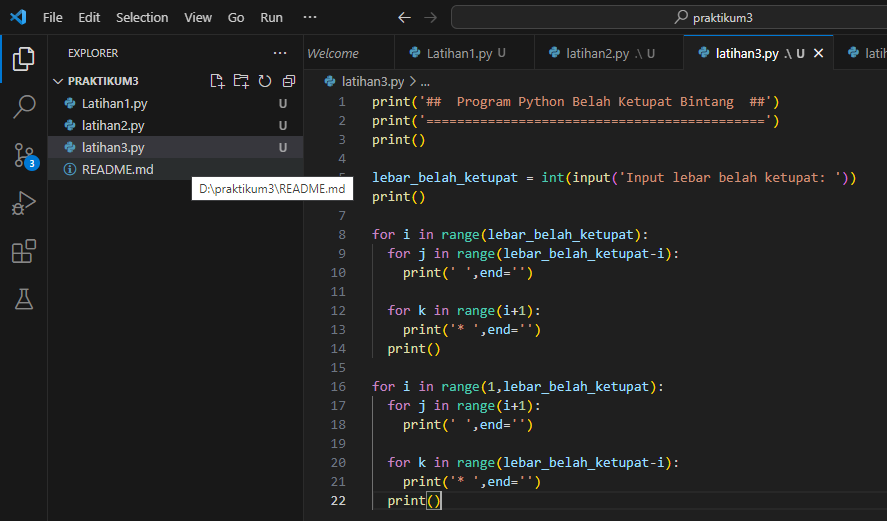 File Edit Selection View Go Run ··· ← → praktikum3
EXPLORER ···
Welcome Latihan1.py U latihan2.py .\ U latihan3.py .\ U × latih
PRAKTIKUM3
Latihan1.py U
latihan2.py U
latihan3.py U
README.md
D:\praktikum3\README.md
3
latihan3.py > ...
1 print('##  Program Python Belah Ketupat Bintang  ##')
2 print('============================================')
3 print()
4
lebar_belah_ketupat = int(input('Input lebar belah ketupat: '))
print()
7
8 for i in range(lebar_belah_ketupat):
9   for j in range(lebar_belah_ketupat-i):
10     print(' ',end='')
11
12   for k in range(i+1):
13     print('* ',end='')
14   print()
15
16 for i in range(1,lebar_belah_ketupat):
17   for j in range(i+1):
18     print(' ',end='')
19
20   for k in range(lebar_belah_ketupat-i):
21     print('* ',end='')
22   print()